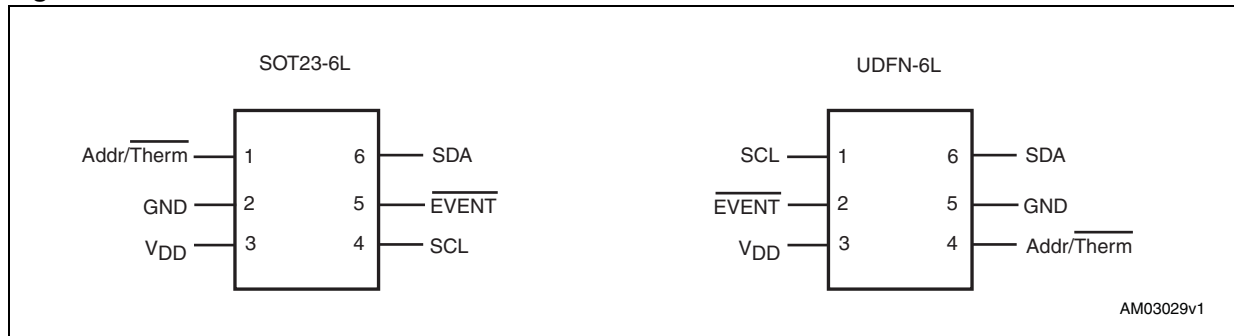 SOT23-6L
Addr/Therm 1 6 SDA
GND 2 5 EVENT
VDD 3 4 SCL
UDFN-6L
SCL 1 6 SDA
EVENT 2 5 GND
VDD 3 4 Addr/Therm
AM03029v1